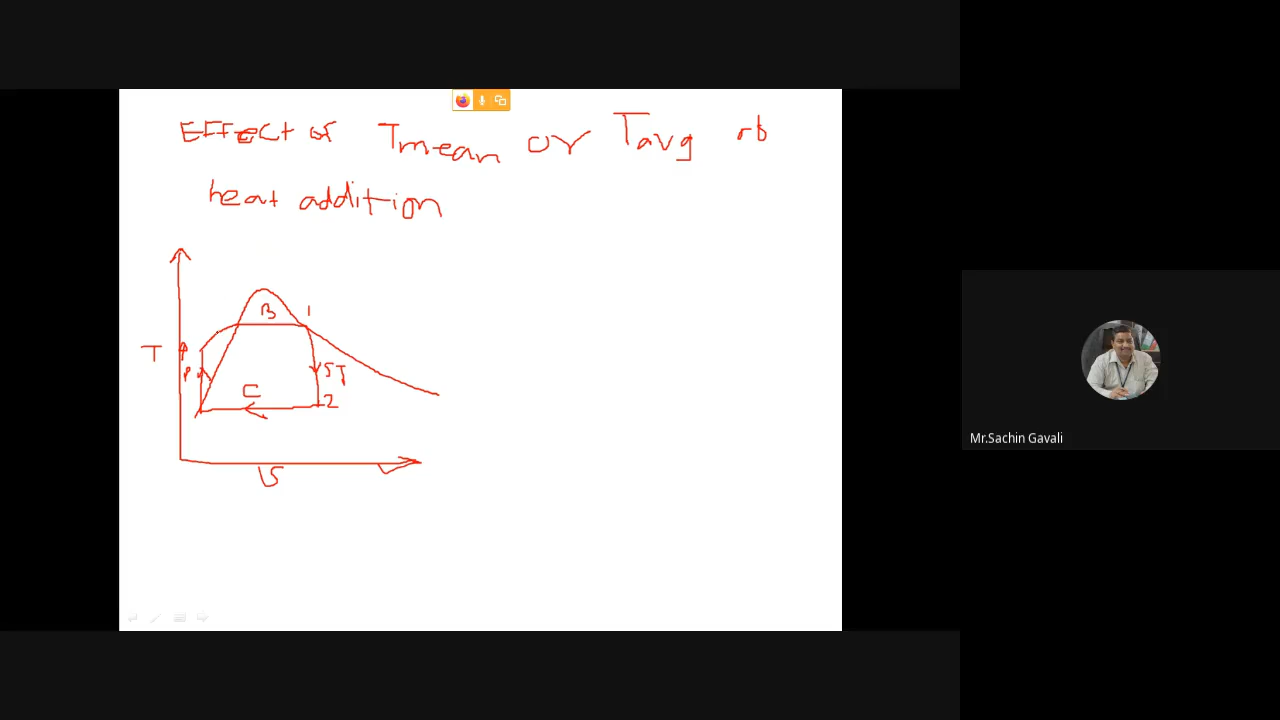 Effect of Tmean or Tavg of
heat addition
B 1
T P
P ST
C 2
S
Mr.Sachin Gavali